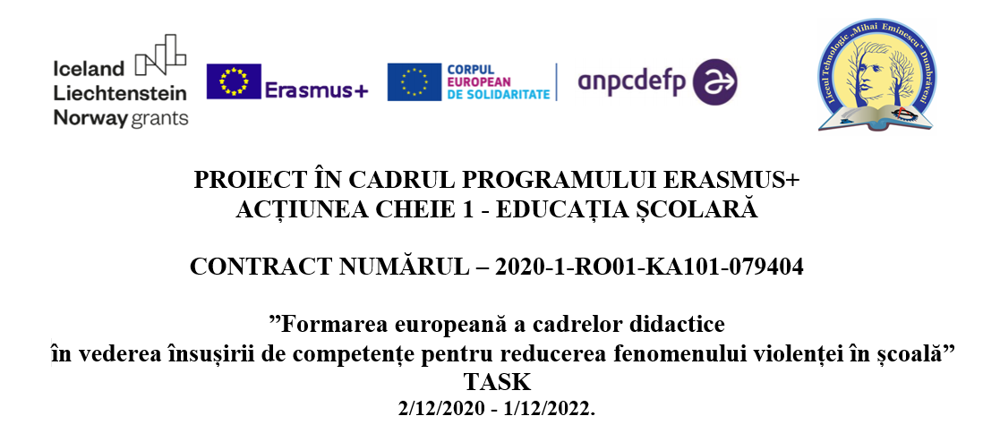 Iceland
Liechtenstein
Norway grants
Erasmus+
CORPUL
EUROPEAN
DE SOLIDARITATE
anpcdefp
Liceul Tehnologic „Mihai Eminescu” Dumbrăveni
PROIECT ÎN CADRUL PROGRAMULUI ERASMUS+
ACȚIUNEA CHEIE 1 - EDUCAȚIA ȘCOLARĂ
CONTRACT NUMĂRUL – 2020-1-RO01-KA101-079404
”Formarea europeană a cadrelor didactice
în vederea însușirii de competențe pentru reducerea fenomenului violenței în școală”
TASK
2/12/2020 - 1/12/2022.